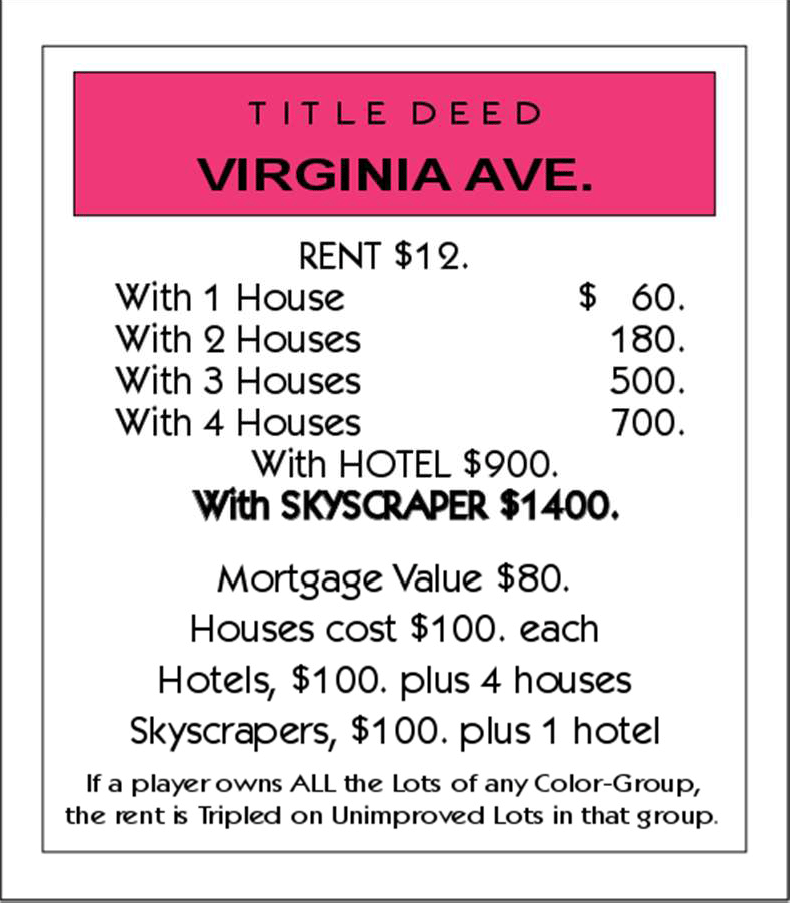 TITLE DEED
VIRGINIA AVE.
RENT $12.
With 1 House $ 60.
With 2 Houses 180.
With 3 Houses 500.
With 4 Houses 700.
With HOTEL $900.
With SKYSCRAPER $1400.
Mortgage Value $80.
Houses cost $100. each
Hotels, $100. plus 4 houses
Skyscrapers, $100. plus 1 hotel
If a player owns ALL the Lots of any Color-Group,
the rent is Tripled on Unimproved Lots in that group.